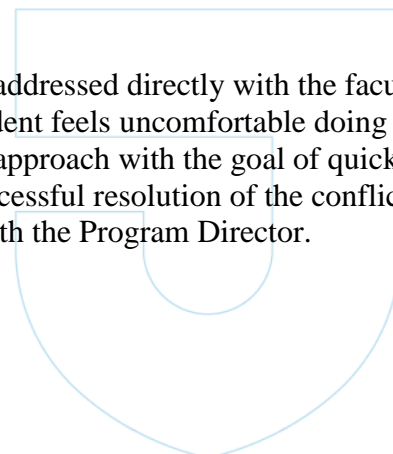 addressed directly with the facu
dent feels uncomfortable doing
approach with the goal of quick
cessful resolution of the conflic
th the Program Director.